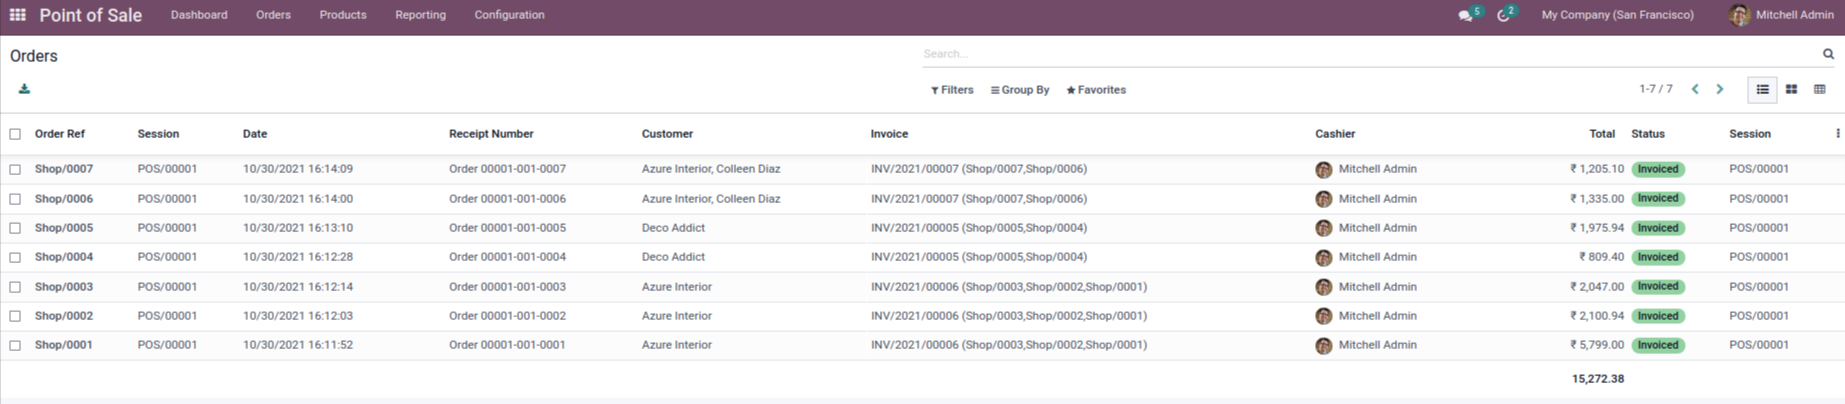 Point of Sale Dashboard Orders Products Reporting Configuration 5 2 My Company (San Francisco) Mitchell Admin
Orders Search...
Filters Group By Favorites 1-7 / 7
Order Ref Session Date Receipt Number Customer Invoice Cashier Total Status Session
Shop/0007 POS/00001 10/30/2021 16:14:09 Order 00001-001-0007 Azure Interior, Colleen Diaz INV/2021/00007 (Shop/0007,Shop/0006) Mitchell Admin ₹ 1,205.10 Invoiced POS/00001
Shop/0006 POS/00001 10/30/2021 16:14:00 Order 00001-001-0006 Azure Interior, Colleen Diaz INV/2021/00007 (Shop/0007,Shop/0006) Mitchell Admin ₹ 1,335.00 Invoiced POS/00001
Shop/0005 POS/00001 10/30/2021 16:13:10 Order 00001-001-0005 Deco Addict INV/2021/00005 (Shop/0005,Shop/0004) Mitchell Admin ₹ 1,975.94 Invoiced POS/00001
Shop/0004 POS/00001 10/30/2021 16:12:28 Order 00001-001-0004 Deco Addict INV/2021/00005 (Shop/0005,Shop/0004) Mitchell Admin ₹ 809.40 Invoiced POS/00001
Shop/0003 POS/00001 10/30/2021 16:12:14 Order 00001-001-0003 Azure Interior INV/2021/00006 (Shop/0003,Shop/0002,Shop/0001) Mitchell Admin ₹ 2,047.00 Invoiced POS/00001
Shop/0002 POS/00001 10/30/2021 16:12:03 Order 00001-001-0002 Azure Interior INV/2021/00006 (Shop/0003,Shop/0002,Shop/0001) Mitchell Admin ₹ 2,100.94 Invoiced POS/00001
Shop/0001 POS/00001 10/30/2021 16:11:52 Order 00001-001-0001 Azure Interior INV/2021/00006 (Shop/0003,Shop/0002,Shop/0001) Mitchell Admin ₹ 5,799.00 Invoiced POS/00001
15,272.38